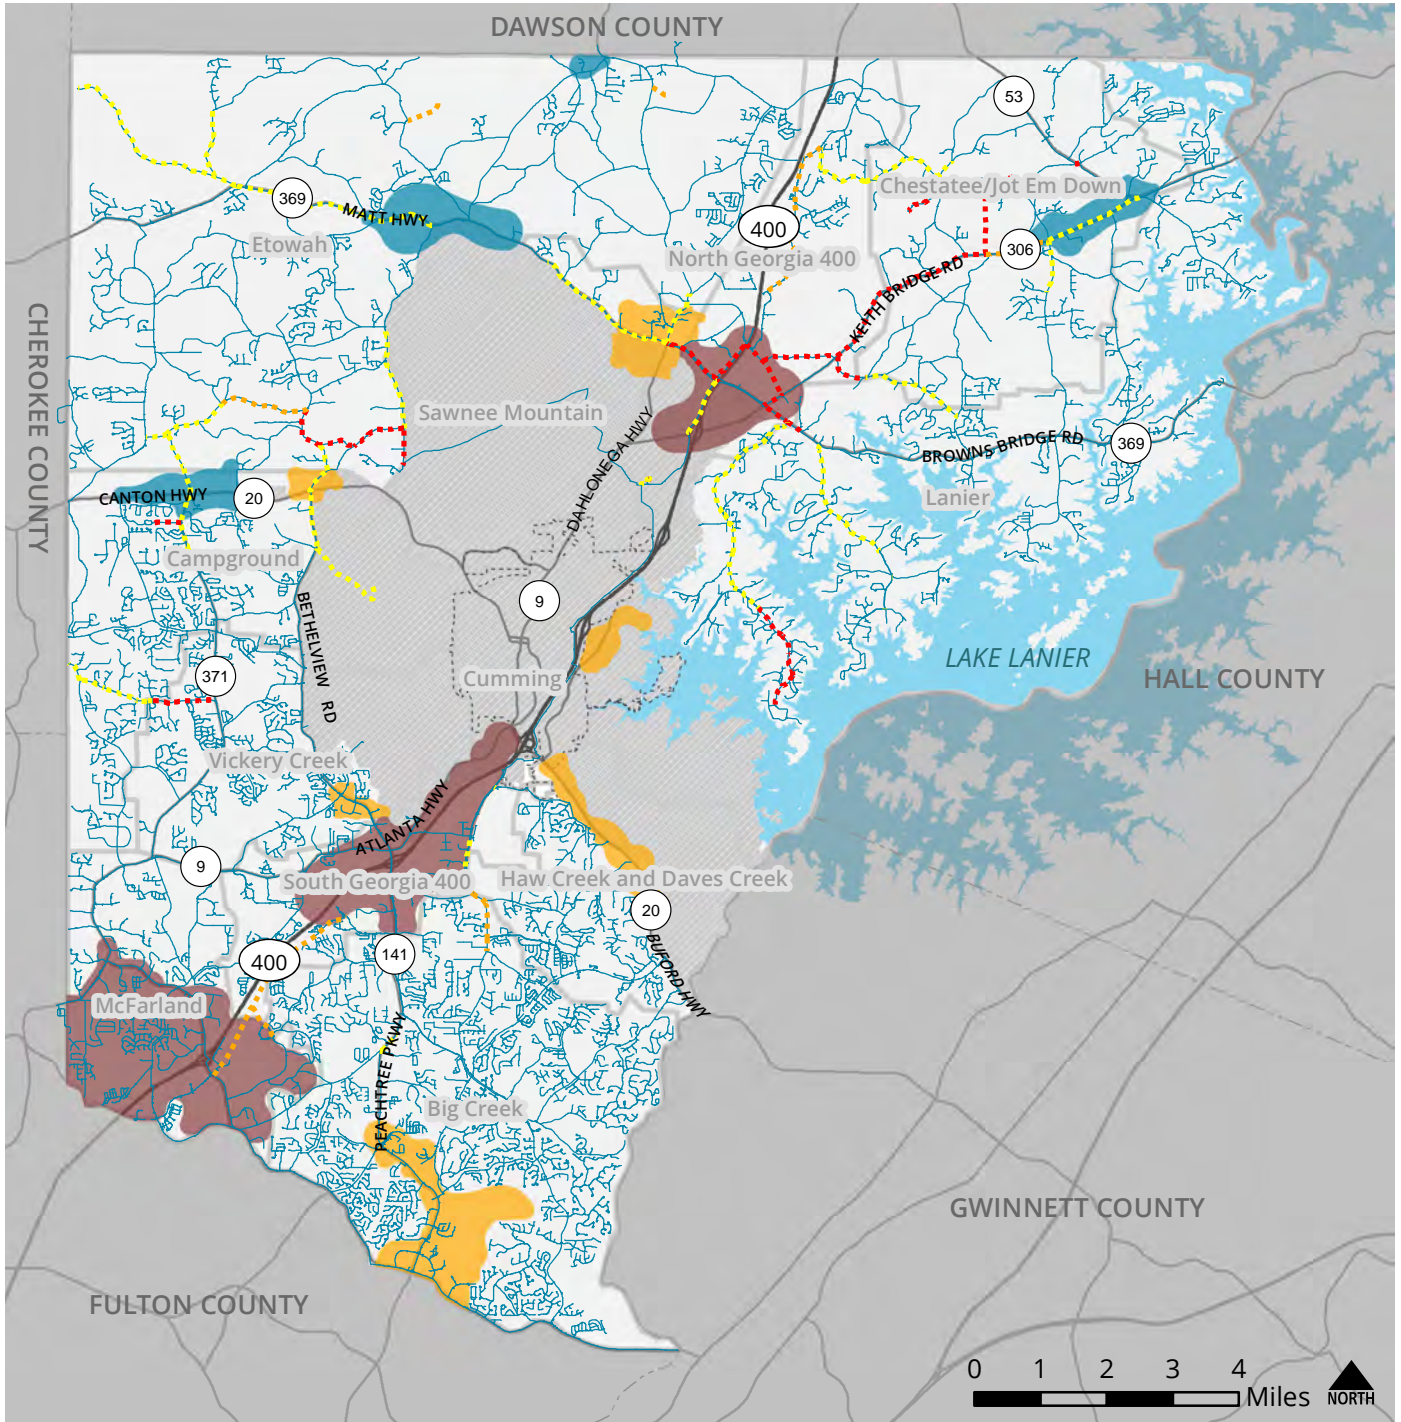 DAWSON COUNTY
53
Chestatee/Jot Em Down
369
MATT HWY
Etowah
400
North Georgia 400
306
KEITH BRIDGE RD
CHEROKEE COUNTY
Sawnee Mountain
DAHLONEGA HWY
BROWNS BRIDGE RD
369
CANTON HWY
20
Lanier
Campground
9
BETHELVIEW RD
371
Cumming
LAKE LANIER
HALL COUNTY
Vickery Creek
ATLANTA HWY
9
South Georgia 400
Haw Creek and Daves Creek
20
400
141
BUFORD HWY
McFarland
PEACHTREE PKWY
Big Creek
GWINNETT COUNTY
FULTON COUNTY
0 1 2 3 4
Miles
NORTH